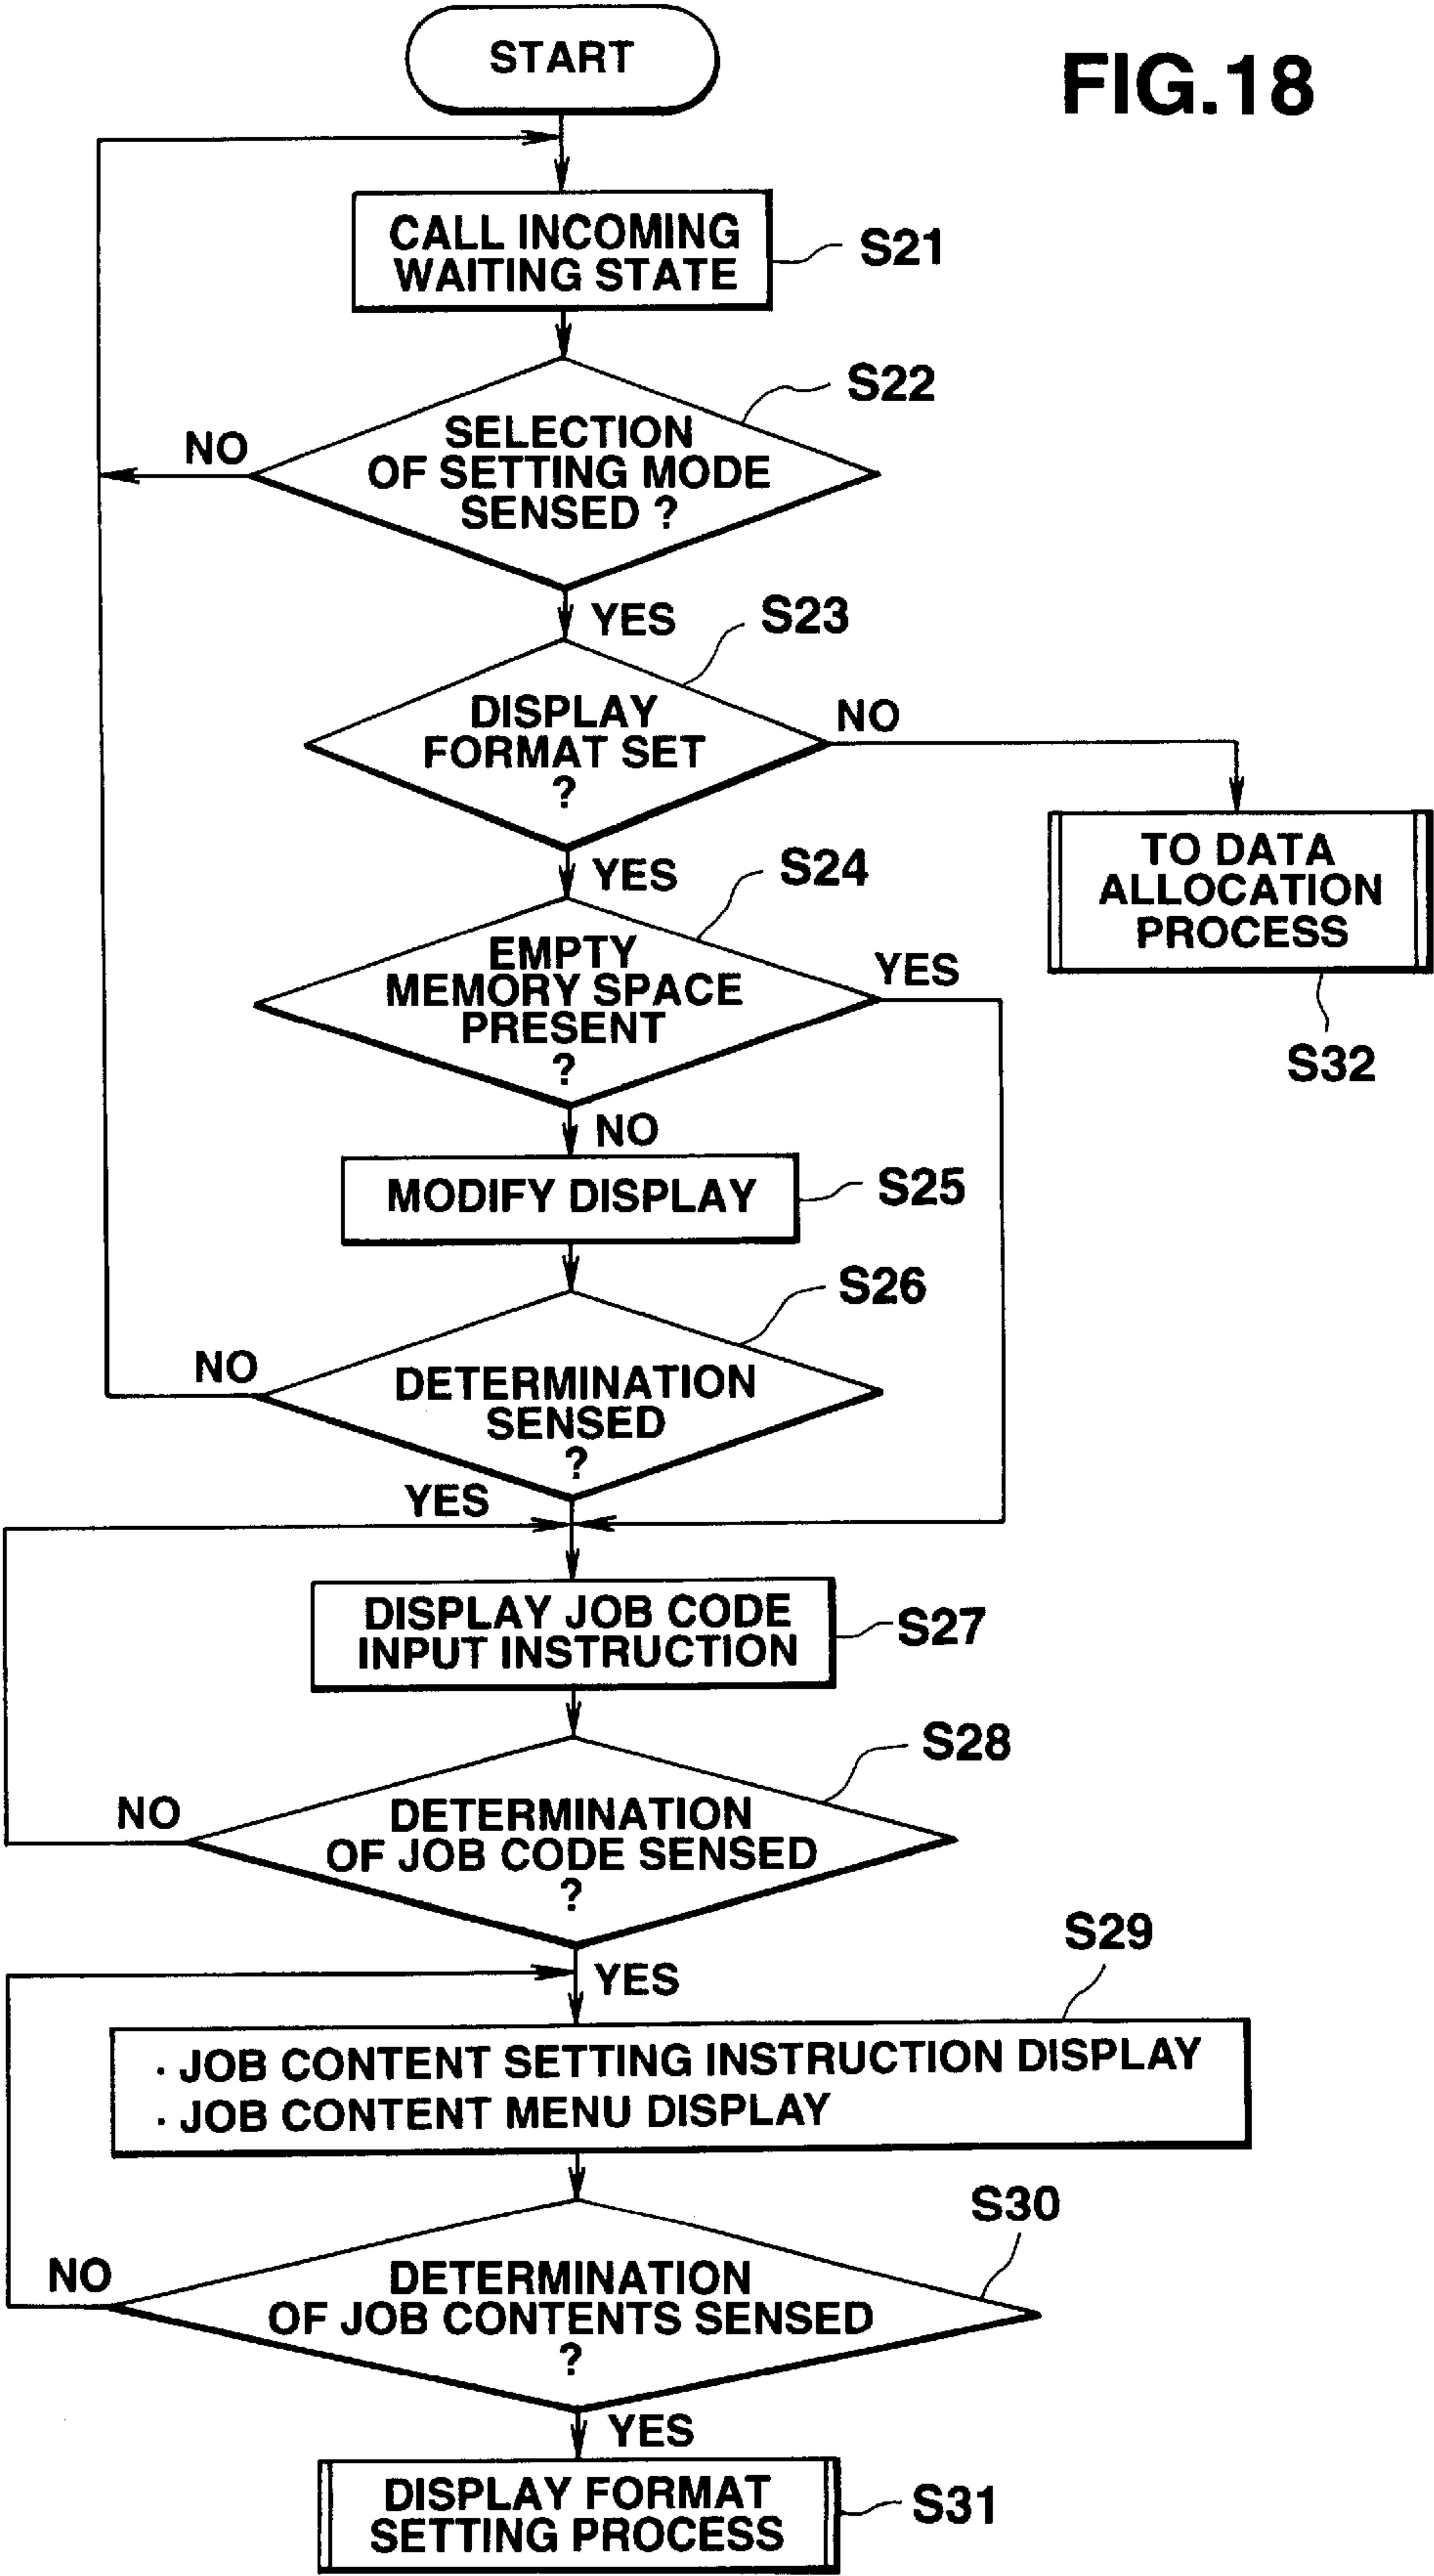 START
FIG.18
CALL INCOMING
WAITING STATE
S21
S22
SELECTION
OF SETTING MODE
SENSED ?
NO
YES
S23
DISPLAY
FORMAT SET
?
NO
YES
TO DATA
ALLOCATION
PROCESS
S32
S24
EMPTY
MEMORY SPACE
PRESENT
?
YES
NO
MODIFY DISPLAY
S25
S26
DETERMINATION
SENSED
?
NO
YES
DISPLAY JOB CODE
INPUT INSTRUCTION
S27
S28
DETERMINATION
OF JOB CODE SENSED
?
NO
YES
S29
· JOB CONTENT SETTING INSTRUCTION DISPLAY
· JOB CONTENT MENU DISPLAY
S30
DETERMINATION
OF JOB CONTENTS SENSED
?
NO
YES
DISPLAY FORMAT
SETTING PROCESS
S31